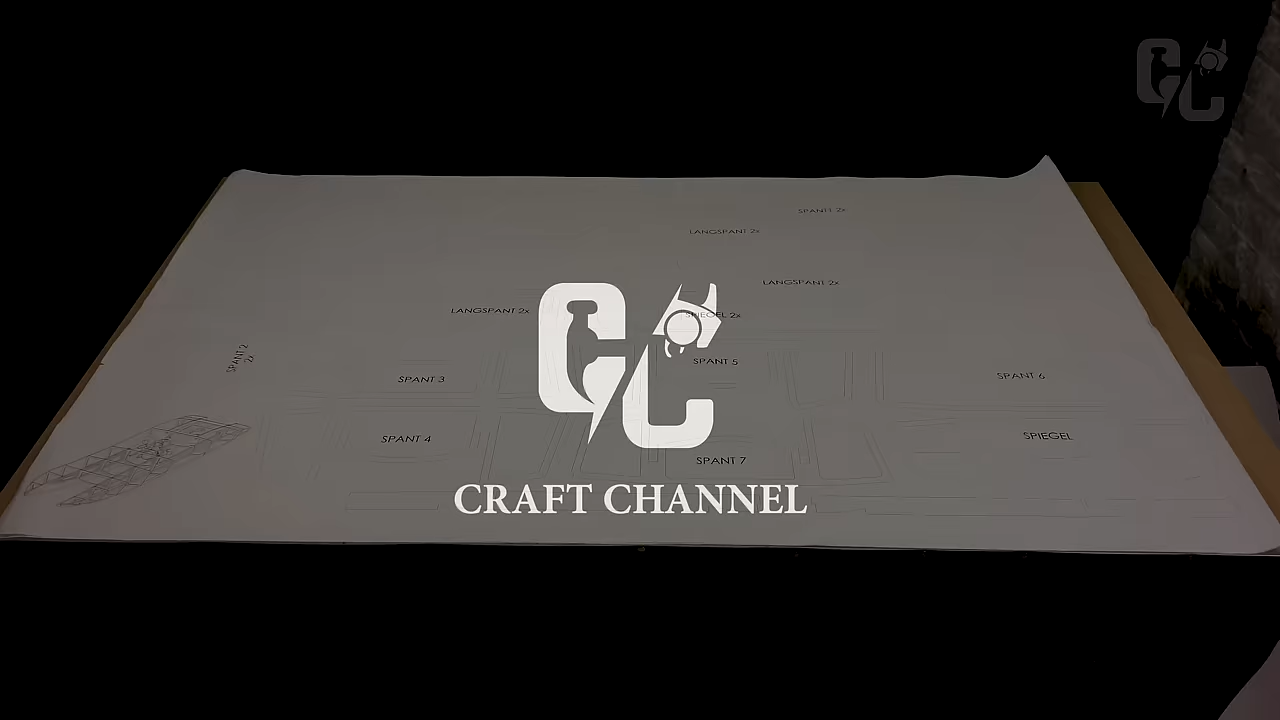 SPANT1 2x
LANGSPANT 2x
LANGSPANT 2x
LANGSPANT 2x
SPIEGEL 2x
SPANT 2
2x
SPANT 5
SPANT 3
SPANT 6
SPANT 4
SPIEGEL
SPANT 7
CRAFT CHANNEL